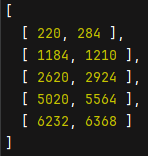 [
  [ 220, 284 ],
  [ 1184, 1210 ],
  [ 2620, 2924 ],
  [ 5020, 5564 ],
  [ 6232, 6368 ]
]